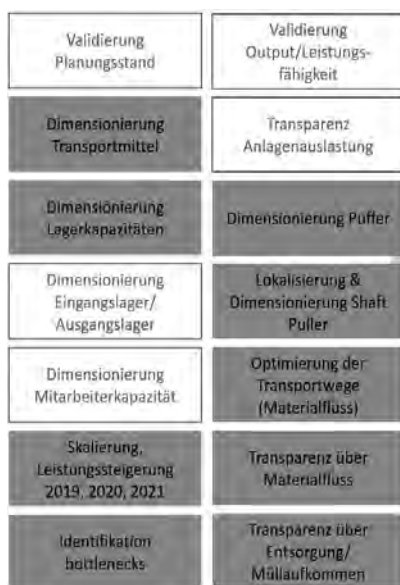 Validierung
Planungsstand
Validierung
Output/Leistungs-
fähigkeit
Dimensionierung
Transportmittel
Transparenz
Anlagenauslastung
Dimensionierung
Lagerkapazitäten
Dimensionierung Puffer
Dimensionierung
Eingangslager/
Ausgangslager
Lokalisierung &
Dimensionierung Shaft
Puller
Dimensionierung
Mitarbeiterkapazität
Optimierung der
Transportwege
(Materialfluss)
Skalierung,
Leistungssteigerung
2019, 2020, 2021
Transparenz über
Materialfluss
Identifikation
bottlenecks
Transparenz über
Entsorgung/
Müllaufkommen